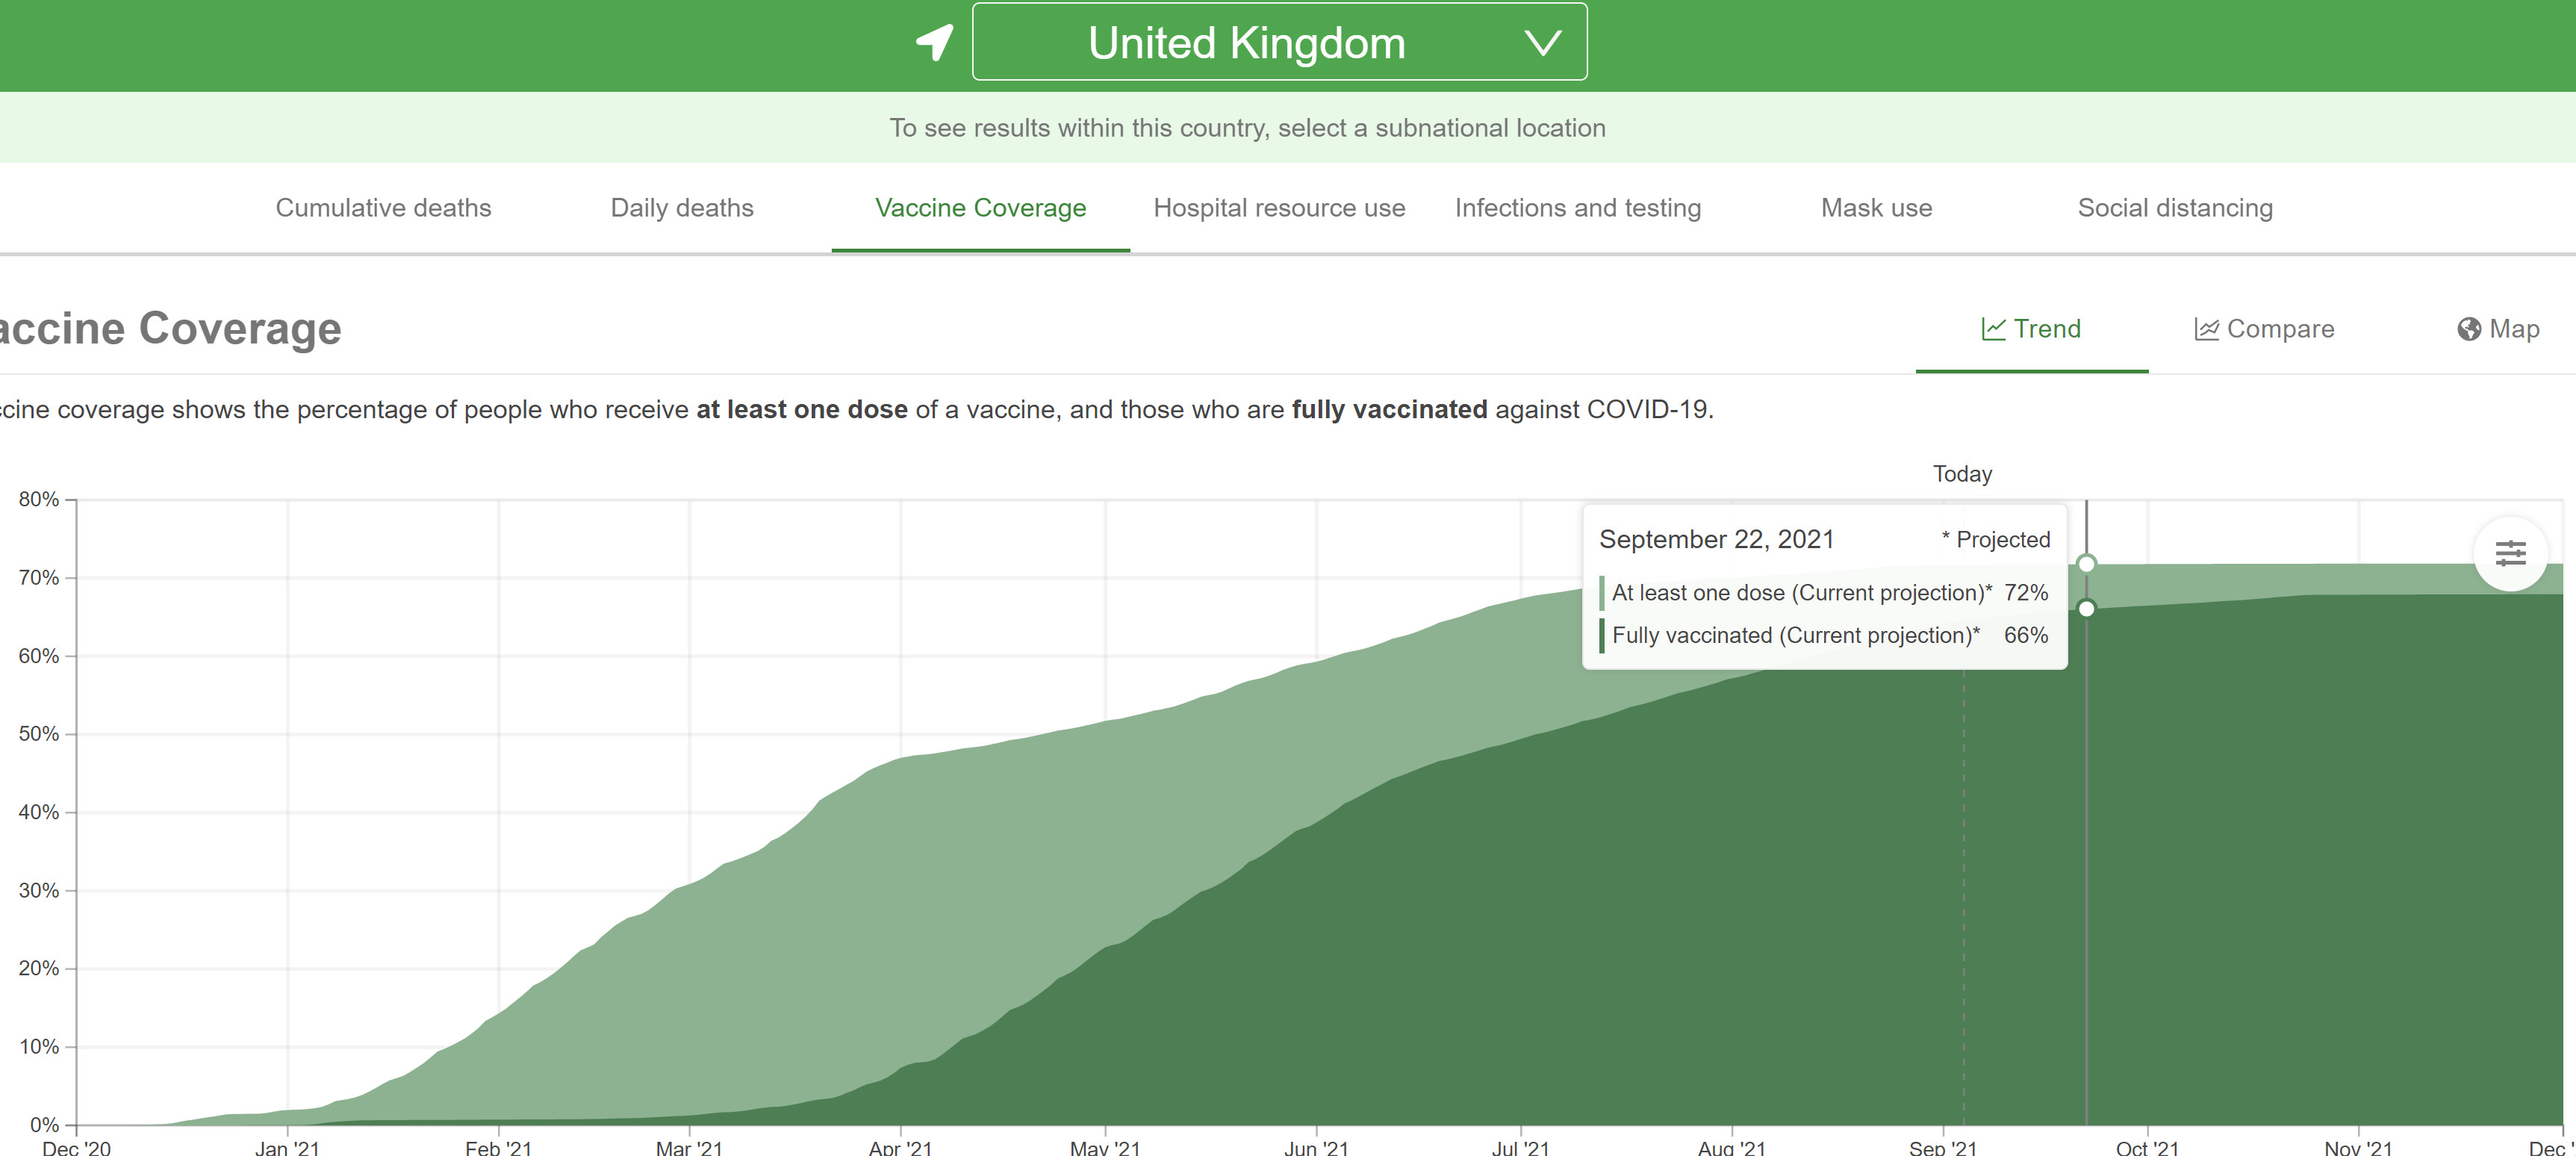 United Kingdom
To see results within this country, select a subnational location
Cumulative deaths Daily deaths Vaccine Coverage Hospital resource use Infections and testing Mask use Social distancing
accine Coverage
Trend Compare Map
ccine coverage shows the percentage of people who receive at least one dose of a vaccine, and those who are fully vaccinated against COVID-19.
Today
80%
September 22, 2021 * Projected
70%
At least one dose (Current projection)* 72%
Fully vaccinated (Current projection)* 66%
60%
50%
40%
30%
20%
10%
0%
Dec '20 Jan '21 Feb '21 Mar '21 Apr '21 May '21 Jun '21 Jul '21 Aug '21 Sep '21 Oct '21 Nov '21 Dec '